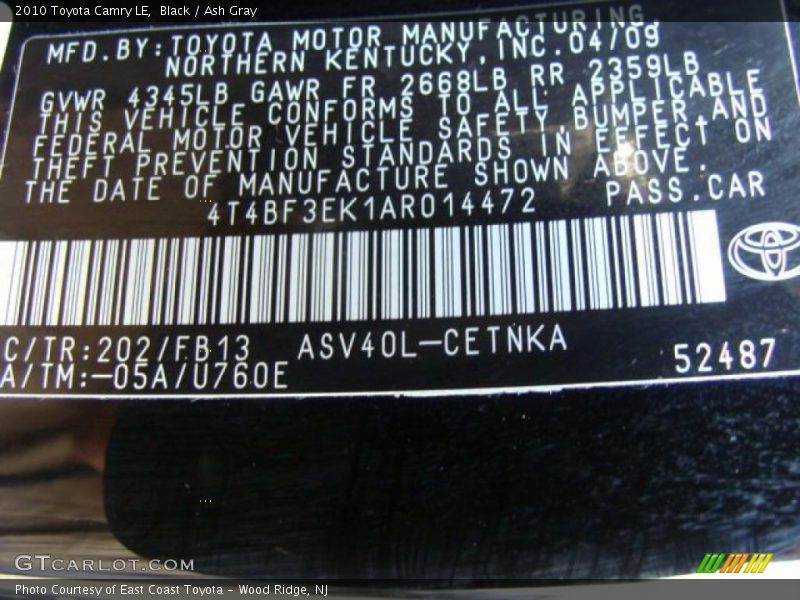 2010 Toyota Camry LE, Black / Ash Gray
MFD.BY:TOYOTA MOTOR MANUFACTURING
NORTHERN KENTUCKY,INC.04/09
GVWR 4345LB GAWR FR 2668LB RR 2359LB
THIS VEHICLE CONFORMS TO ALL APPLICABLE
FEDERAL MOTOR VEHICLE SAFETY,BUMPER,AND
THEFT PREVENTION STANDARDS IN EFFECT ON
THE DATE OF MANUFACTURE SHOWN ABOVE.
4T4BF3EK1AR014472 PASS.CAR
C/TR:202/FB13 ASV40L-CETNKA
A/TM:-05A/U760E 52487
GTCARLOT.COM
Photo Courtesy of East Coast Toyota - Wood Ridge, NJ